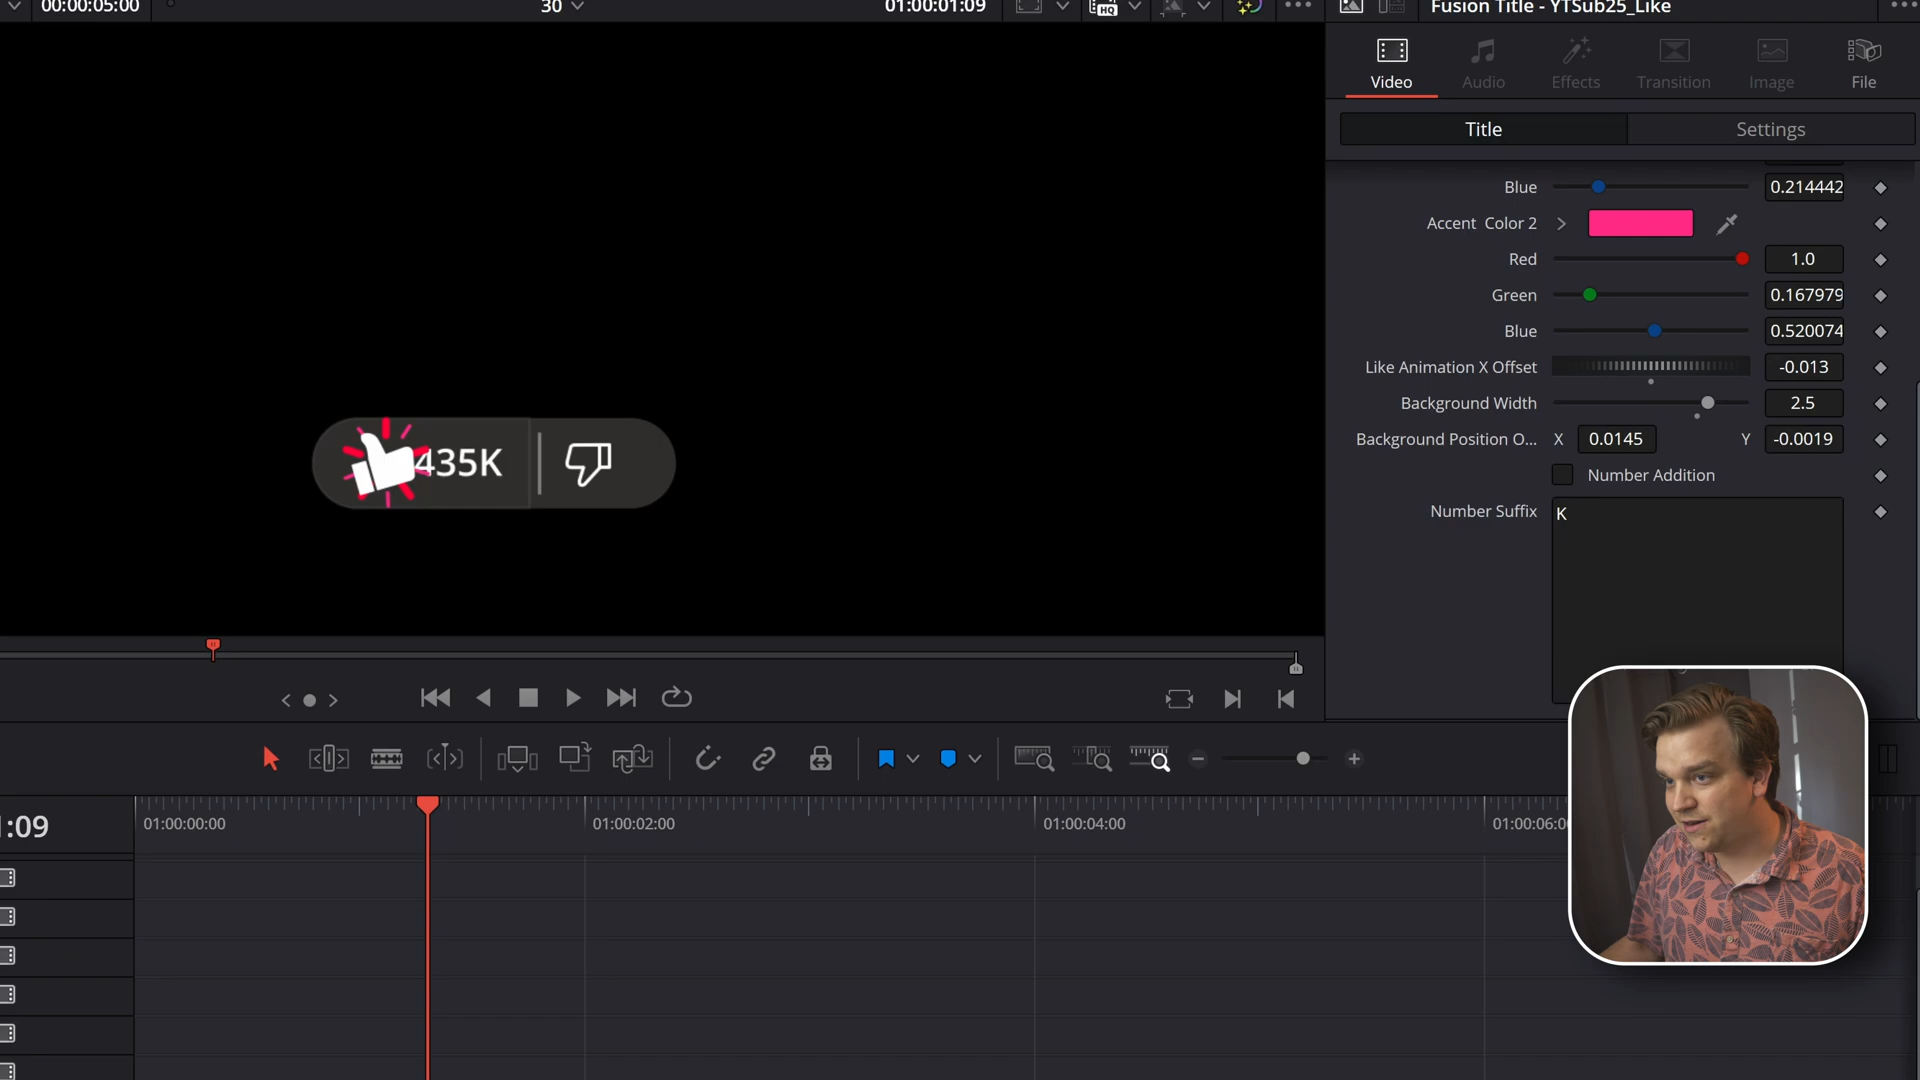 00:00:05:00
30
01:00:01:09
HQ
Fusion Title - YTSub25_Like
Video
Audio
Effects
Transition
Image
File
Title
Settings
Blue
0.214442
Accent Color 2
Red
1.0
Green
0.167979
Blue
0.520074
Like Animation X Offset
-0.013
Background Width
2.5
Background Position O... X 0.0145 Y -0.0019
Number Addition
Number Suffix
K
435K
:09
01:00:00:00
01:00:02:00
01:00:04:00
01:00:06:00